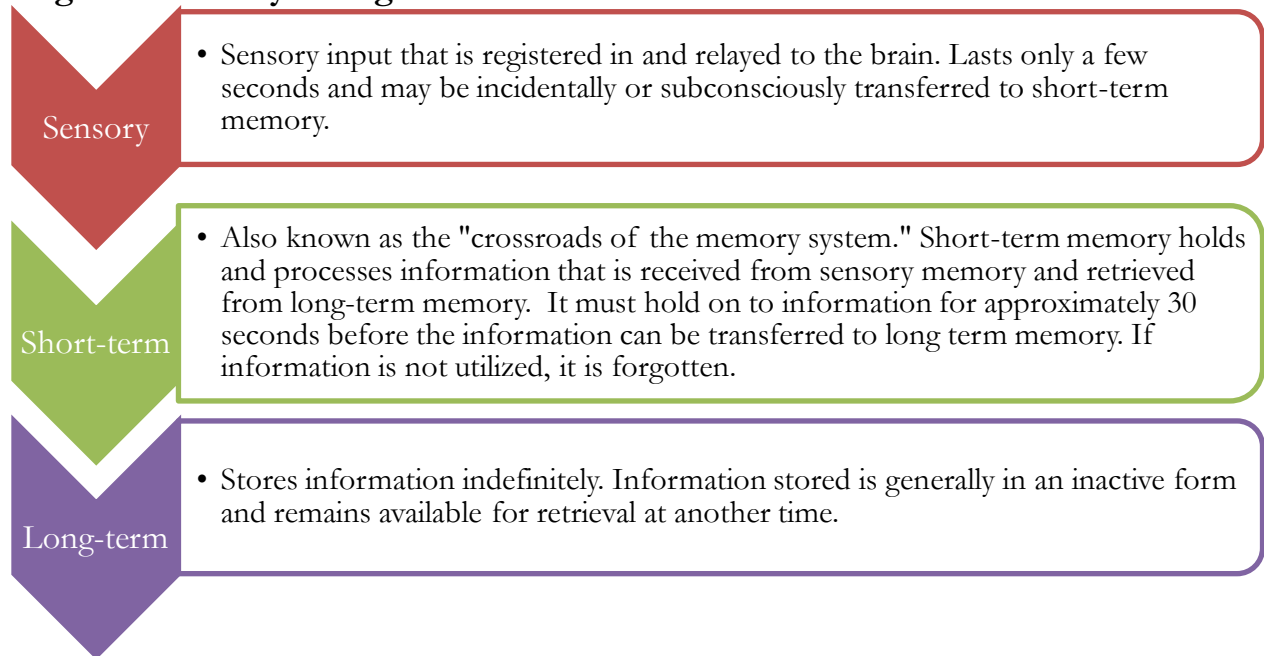 Sensory
• Sensory input that is registered in and relayed to the brain. Lasts only a few
seconds and may be incidentally or subconsciously transferred to short-term
memory.
Short-term
• Also known as the "crossroads of the memory system." Short-term memory holds
and processes information that is received from sensory memory and retrieved
from long-term memory. It must hold on to information for approximately 30
seconds before the information can be transferred to long term memory. If
information is not utilized, it is forgotten.
Long-term
• Stores information indefinitely. Information stored is generally in an inactive form
and remains available for retrieval at another time.